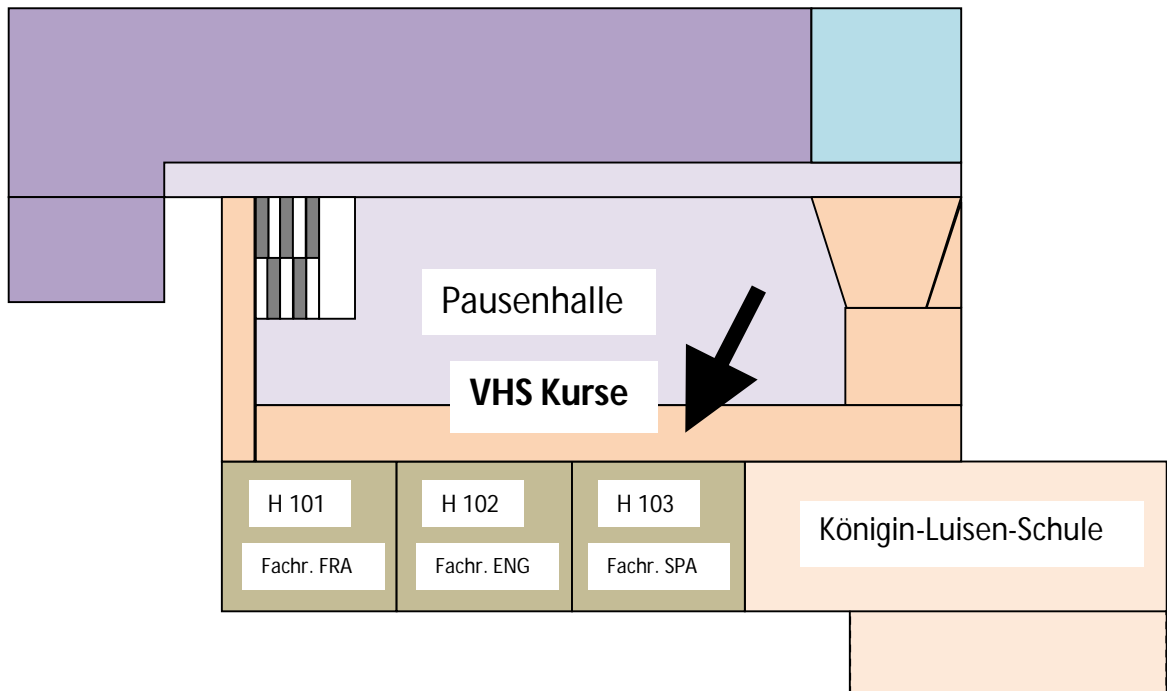 Pausenhalle
VHS Kurse
H 101
H 102
H 103
Königin-Luisen-Schule
Fachr. FRA
Fachr. ENG
Fachr. SPA